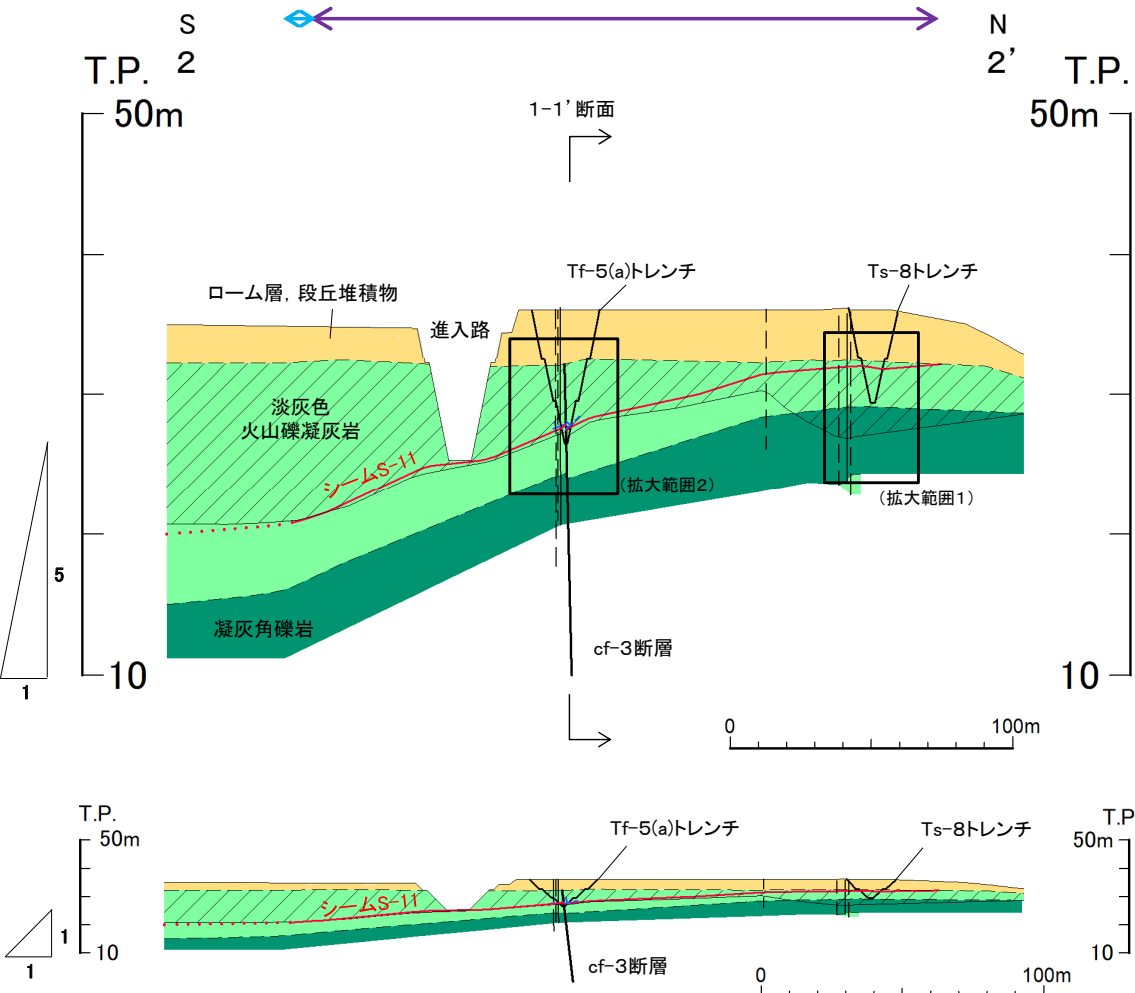 S
N
2
2’
T.P.
T.P.
50m
50m
1-1’断面
Tf-5(a)トレンチ
Ts-8トレンチ
ローム層，段丘堆積物
進入路
淡灰色
火山礫凝灰岩
シームS-11
(拡大範囲2)
(拡大範囲1)
5
1
凝灰角礫岩
cf-3断層
10
10
0
100m
T.P.
T.P
50m
50m
Tf-5(a)トレンチ
Ts-8トレンチ
シームS-11
1
1
10
10
cf-3断層
0
100m